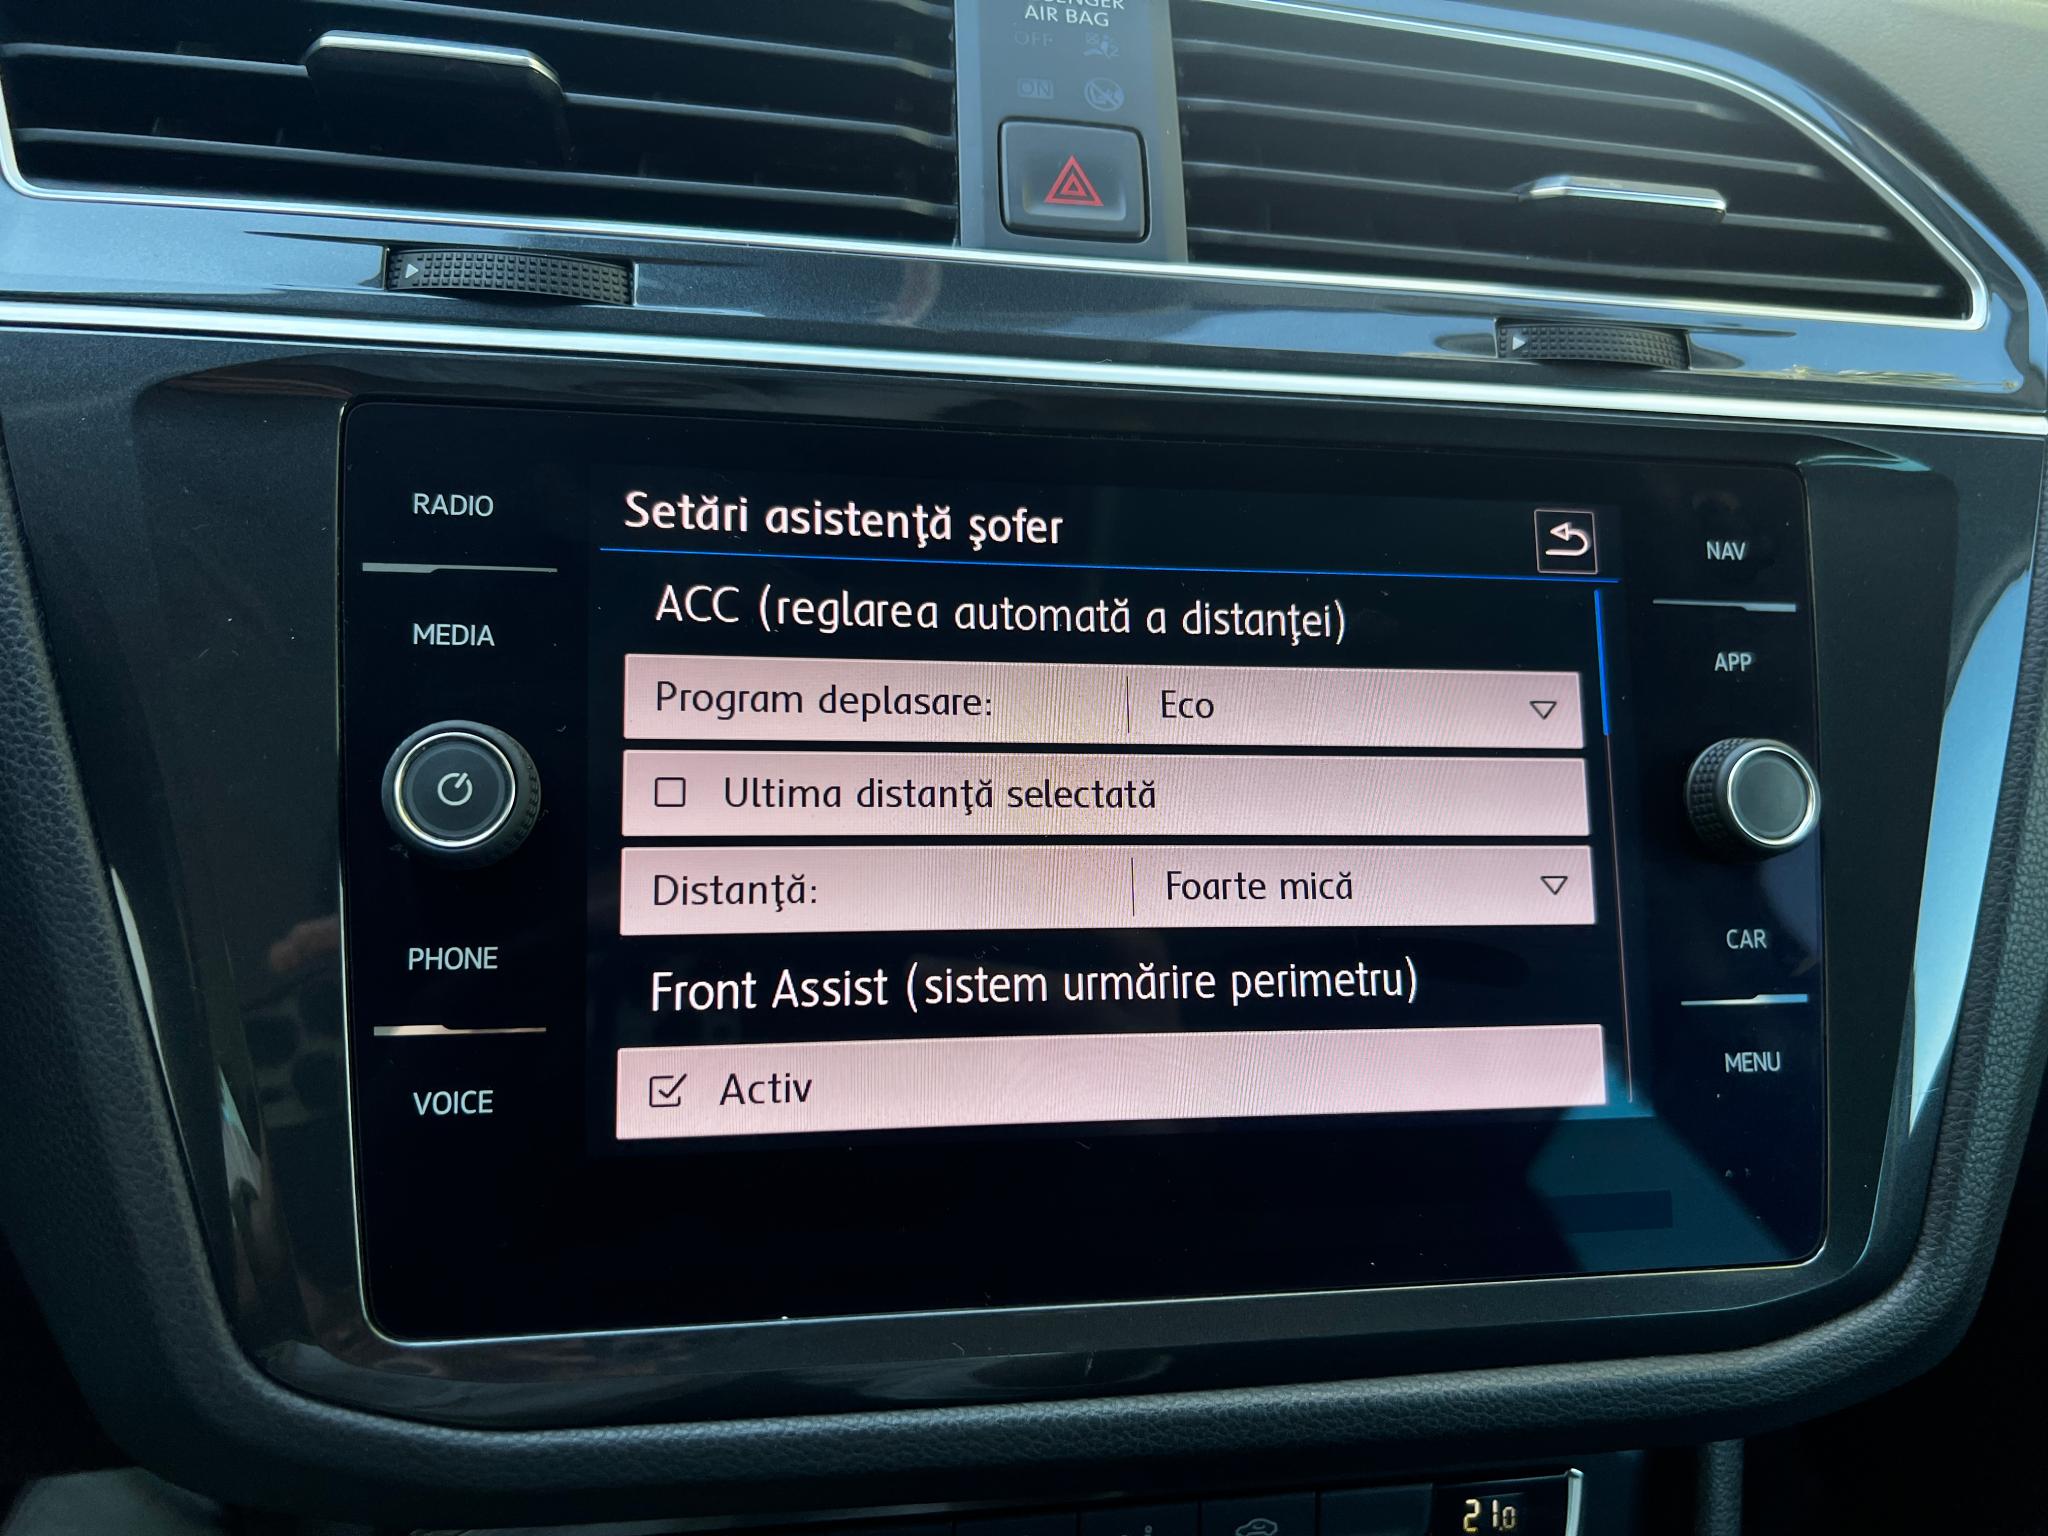 AIR BAG
OFF
ON
RADIO
MEDIA
PHONE
VOICE
Setări asistenţă şofer
ACC (reglarea automată a distanţei)
Program deplasare: Eco
Ultima distanţă selectată
Distanţă: Foarte mică
Front Assist (sistem urmărire perimetru)
Activ
NAV
APP
CAR
MENU
21.0